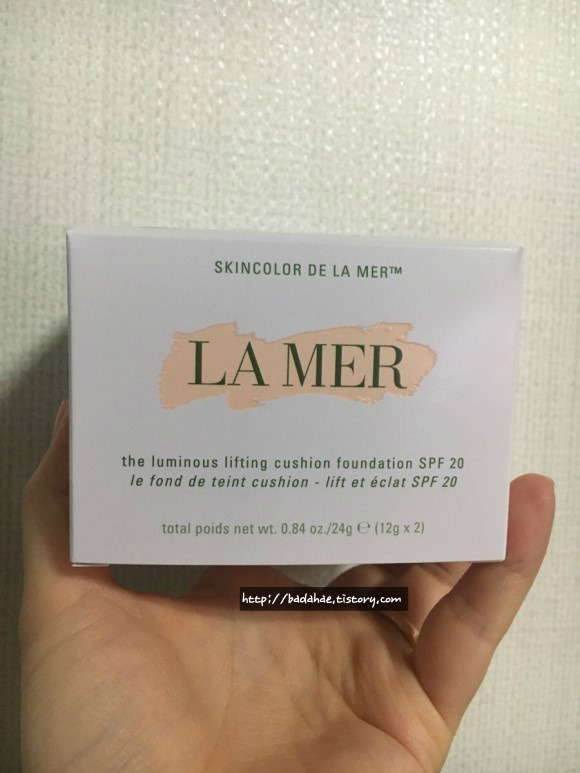 SKINCOLOR DE LA MER™
LA MER
the luminous lifting cushion foundation SPF 20
le fond de teint cushion - lift et éclat SPF 20
total poids net wt. 0.84 oz./24g ℮ (12g x 2)
http://badahae.tistory.com